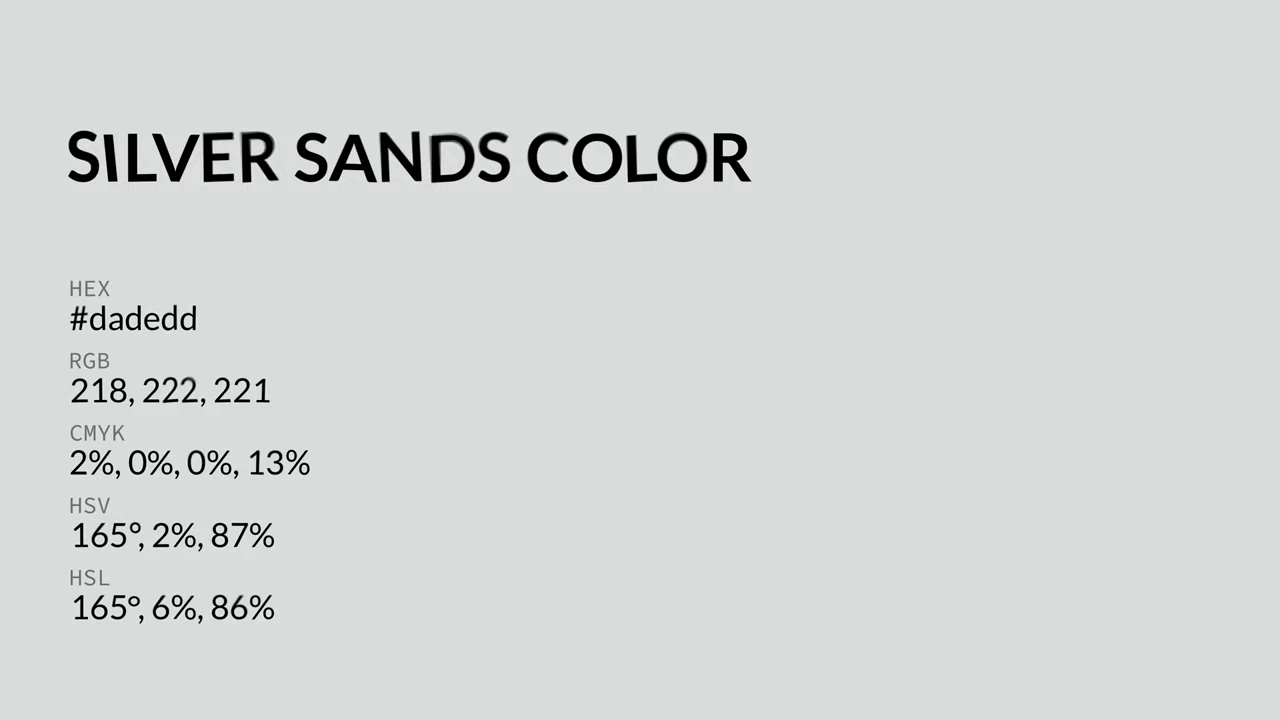 SILVER SANDS COLOR
HEX
#dadedd
RGB
218, 222, 221
CMYK
2%, 0%, 0%, 13%
HSV
165°, 2%, 87%
HSL
165°, 6%, 86%